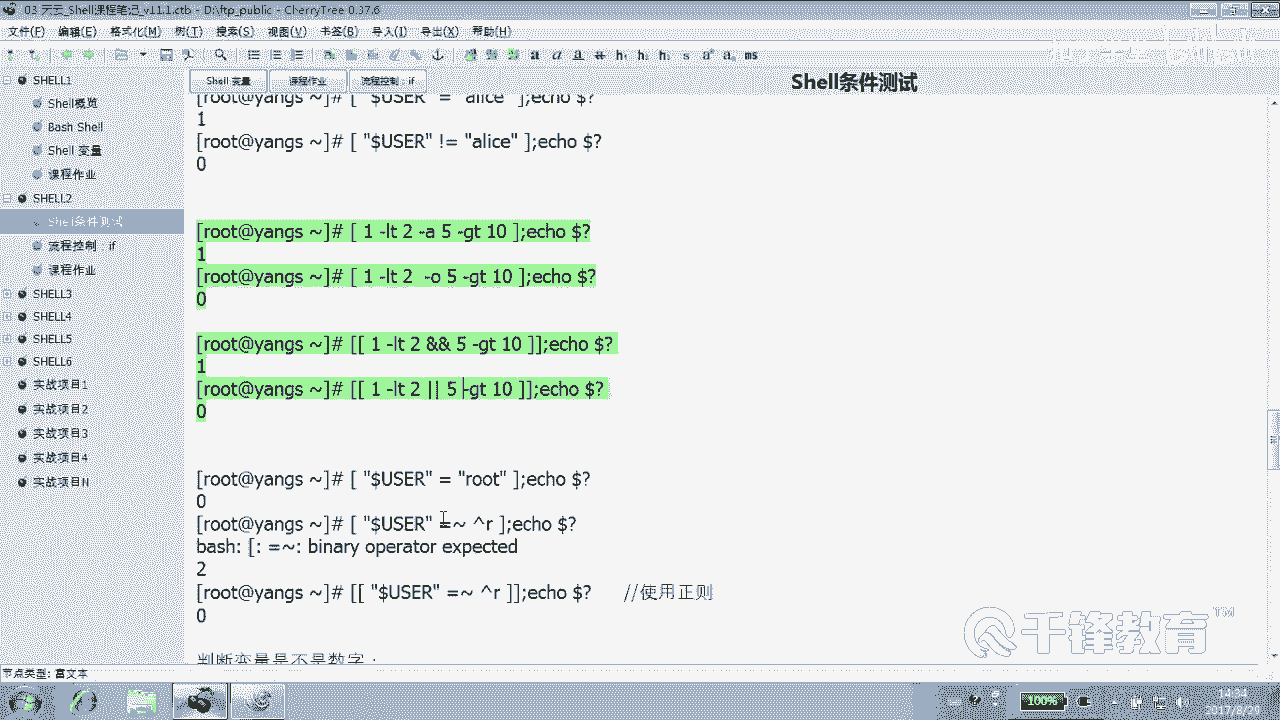 03_天天_Shell课程笔记_v11.1.ctb - D:\ftp_public - CherryTree 0.37.6
文件(F) 编辑(E) 格式化(M) 树(T) 搜索(S) 视图(V) 书签(B) 导入(I) 导出(X) 帮助(H)
SHELL1
Shell概览
Bash Shell
Shell 变量
课程作业
SHELL2
Shell条件测试
流程控制：if
课程作业
SHELL3
SHELL4
SHELL5
SHELL6
实战项目1
实战项目2
实战项目3
实战项目4
实战项目N
Shell 变量 课程作业 流程控制：if
Shell条件测试
[root@yangs ~]# [ "$USER" = "alice" ];echo $?
1
[root@yangs ~]# [ "$USER" != "alice" ];echo $?
0
[root@yangs ~]# [ 1 -lt 2 -a 5 -gt 10 ];echo $?
1
[root@yangs ~]# [ 1 -lt 2  -o 5 -gt 10 ];echo $?
0
[root@yangs ~]# [[ 1 -lt 2 && 5 -gt 10 ]];echo $?
1
[root@yangs ~]# [[ 1 -lt 2 || 5 -gt 10 ]];echo $?
0
[root@yangs ~]# [ "$USER" = "root" ];echo $?
0
[root@yangs ~]# [ "$USER" =~ ^r ];echo $?
bash: [: =~: binary operator expected
2
[root@yangs ~]# [[ "$USER" =~ ^r ]];echo $? //使用正则
0
判断变量是不是数字：
节点类型: 富文本
千锋教育™
100%
14:34
2017/8/29